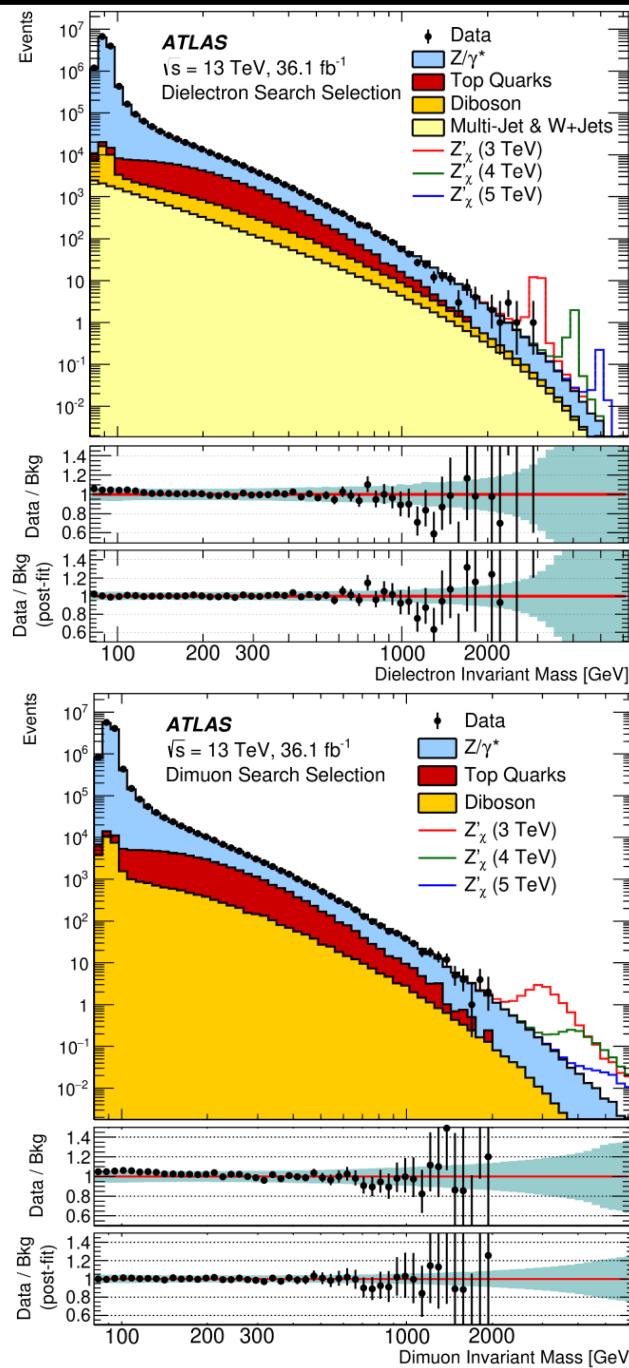 Events
ATLAS
√s = 13 TeV, 36.1 fb⁻¹
Dielectron Search Selection
Data
Z/γ*
Top Quarks
Diboson
Multi-Jet & W+Jets
Z'χ (3 TeV)
Z'χ (4 TeV)
Z'χ (5 TeV)
10⁷
10⁶
10⁵
10⁴
10³
10²
10
1
10⁻¹
10⁻²
Data / Bkg
1.4
1.2
1
0.8
0.6
Data / Bkg
(post-fit)
1.4
1.2
1
0.8
0.6
100 200 300 1000 2000
Dielectron Invariant Mass [GeV]
Events
ATLAS
√s = 13 TeV, 36.1 fb⁻¹
Dimuon Search Selection
Data
Z/γ*
Top Quarks
Diboson
Z'χ (3 TeV)
Z'χ (4 TeV)
Z'χ (5 TeV)
10⁷
10⁶
10⁵
10⁴
10³
10²
10
1
10⁻¹
10⁻²
Data / Bkg
1.4
1.2
1
0.8
0.6
Data / Bkg
(post-fit)
1.4
1.2
1
0.8
0.6
100 200 300 1000 2000
Dimuon Invariant Mass [GeV]